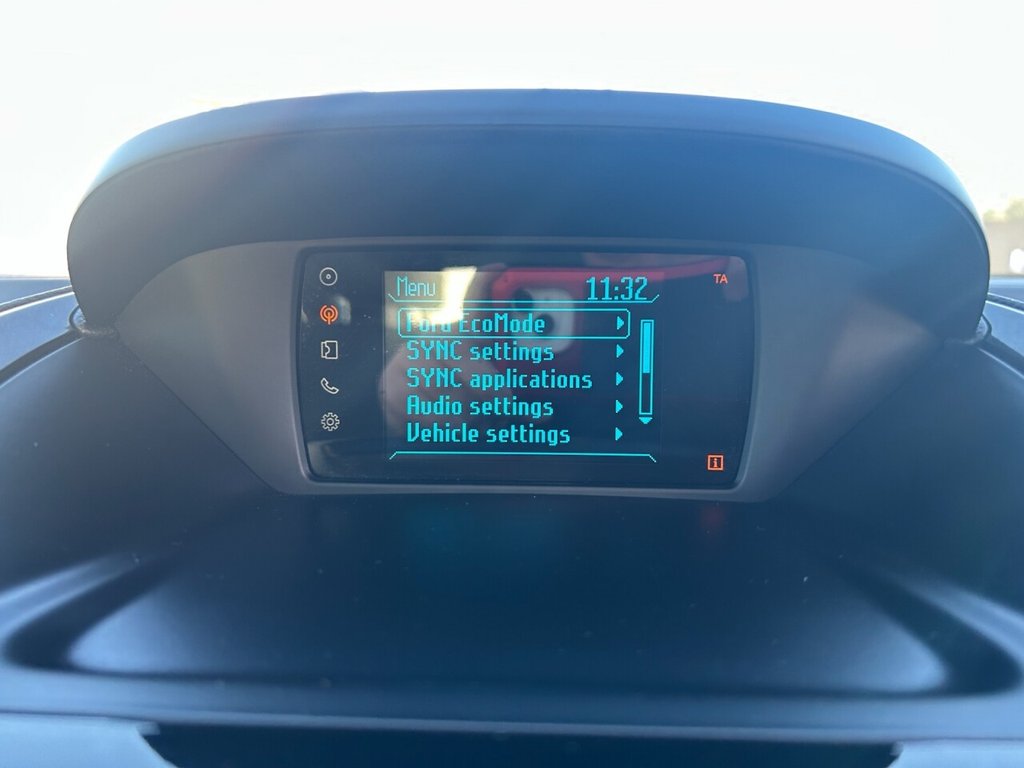 Menu 11:32 TA
Ford EcoMode
SYNC settings
SYNC applications
Audio settings
Vehicle settings
i